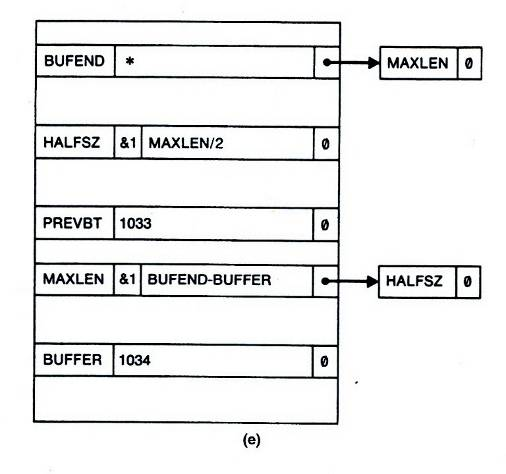 BUFEND * MAXLEN 0
HALFSZ &1 MAXLEN/2 0
PREVBT 1033 0
MAXLEN &1 BUFEND-BUFFER HALFSZ 0
BUFFER 1034 0
(e)